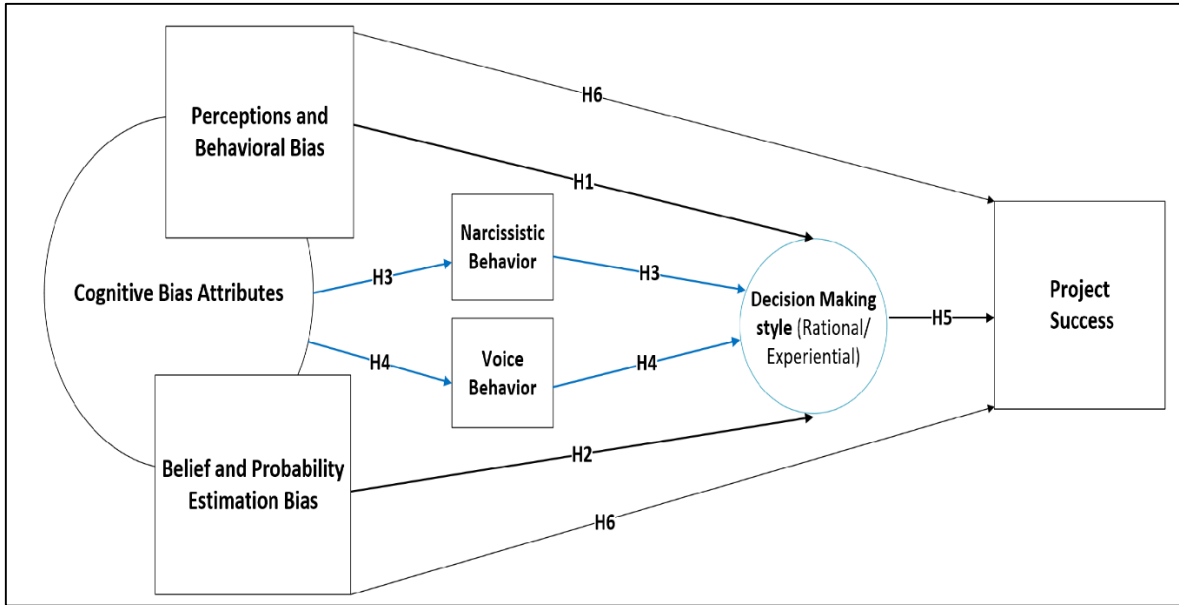 Perceptions and
Behavioral Bias
H6
H1
Narcissistic
Behavior
H3
H3
Cognitive Bias Attributes
Decision Making
style (Rational/
Experiential)
H5
Project
Success
H4
Voice
Behavior
H4
H2
Belief and Probability
Estimation Bias
H6